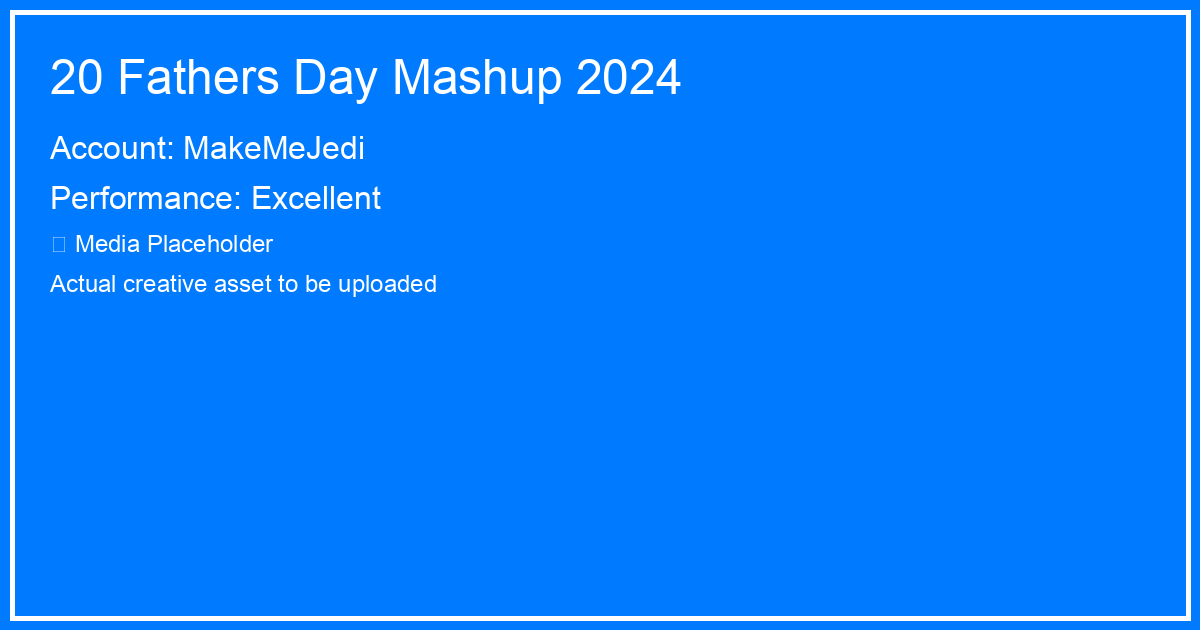 20 Fathers Day Mashup 2024
Account: MakeMeJedi
Performance: Excellent
Media Placeholder
Actual creative asset to be uploaded